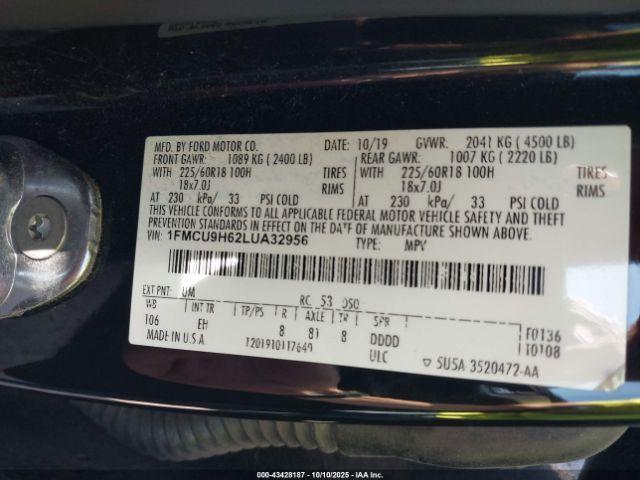 MFD. BY FORD MOTOR CO. DATE: 10/19 GVWR: 2041 KG ( 4500 LB)
FRONT GAWR: 1089 KG ( 2400 LB) REAR GAWR: 1007 KG ( 2220 LB)
WITH 225/60R18 100H TIRES WITH 225/60R18 100H TIRES
18x7.0J RIMS 18x7.0J RIMS
AT 230 kPa/ 33 PSI COLD AT 230 kPa/ 33 PSI COLD
THIS VEHICLE CONFORMS TO ALL APPLICABLE FEDERAL MOTOR VEHICLE SAFETY AND THEFT
PREVENTION STANDARDS IN EFFECT ON THE DATE OF MANUFACTURE SHOWN ABOVE.
VIN: 1FMCU9H62LUA32956 TYPE: MPV
EXT PNT: UM RC: 53
WB INT TR TP/PS R AXLE TR SPR
106 EH 8 8 DDDD F0136
MADE IN U.S.A. ULC T0108
▽ 5U5A 3520472-AA
000-43428187 - 10/10/2025 - IAA, Inc.